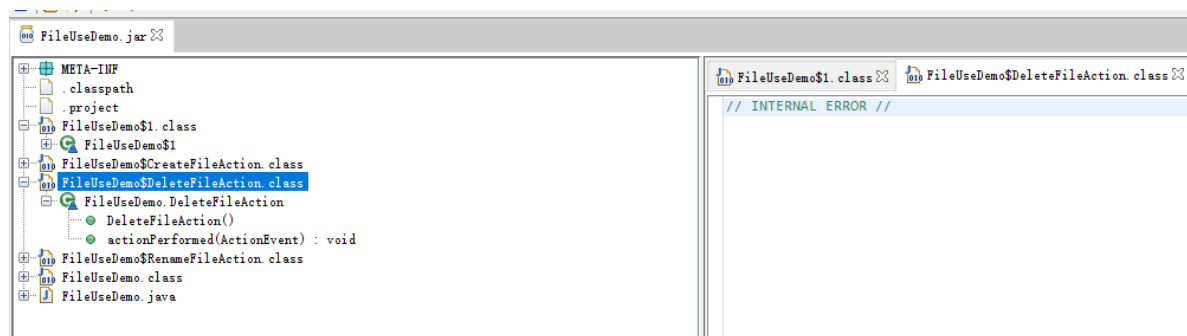 FileUseDemo.jar
META-INF
.classpath
.project
FileUseDemo$1.class
FileUseDemo$1
FileUseDemo$CreateFileAction.class
FileUseDemo$DeleteFileAction.class
FileUseDemo.DeleteFileAction
DeleteFileAction()
actionPerformed(ActionEvent) : void
FileUseDemo$RenameFileAction.class
FileUseDemo.class
FileUseDemo.java
FileUseDemo$1.class
FileUseDemo$DeleteFileAction.class
// INTERNAL ERROR //